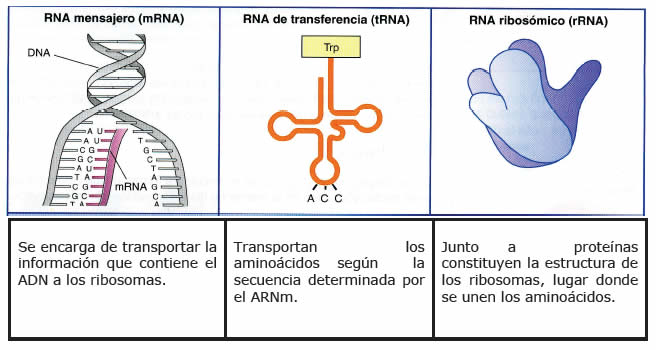 RNA mensajero (mRNA)
RNA de transferencia (tRNA)
RNA ribosómico (rRNA)
DNA
mRNA
A U
A U
C G
G C U
A U A
T A
C G C
G C G
T A
T
G
C
T
A
G
C
A
Trp
A C C
Se encarga de transportar la
información que contiene el
ADN a los ribosomas.
Transportan los
aminoácidos según la
secuencia determinada por
el ARNm.
Junto a proteínas
constituyen la estructura de
los ribosomas, lugar donde
se unen los aminoácidos.